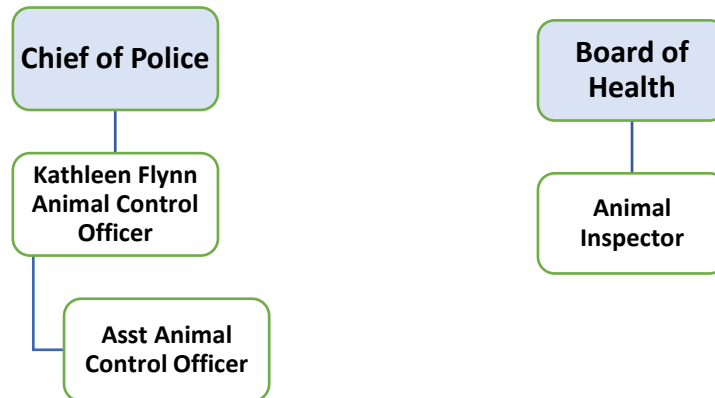 Chief of Police
Kathleen Flynn
Animal Control
Officer
Asst Animal
Control Officer
Board of
Health
Animal
Inspector